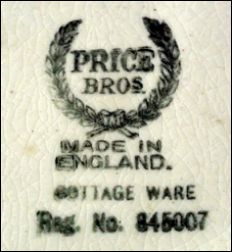 PRICE
BROS.
MADE IN
ENGLAND.
COTTAGE WARE
Reg. No: 845007